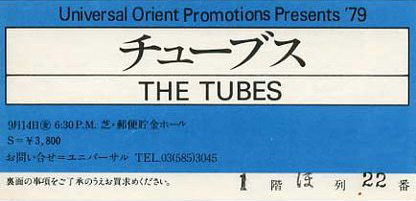 Universal Orient Promotions Presents '79
チューブス
THE TUBES
9月14日㊎ 6:30 P.M. 芝・郵便貯金ホール
S=¥3,800
お問い合せ=ユニバーサル TEL.03(585)3045
裏面の事項をご了承のうえお買求めください。 1 階 ほ 列 22 番